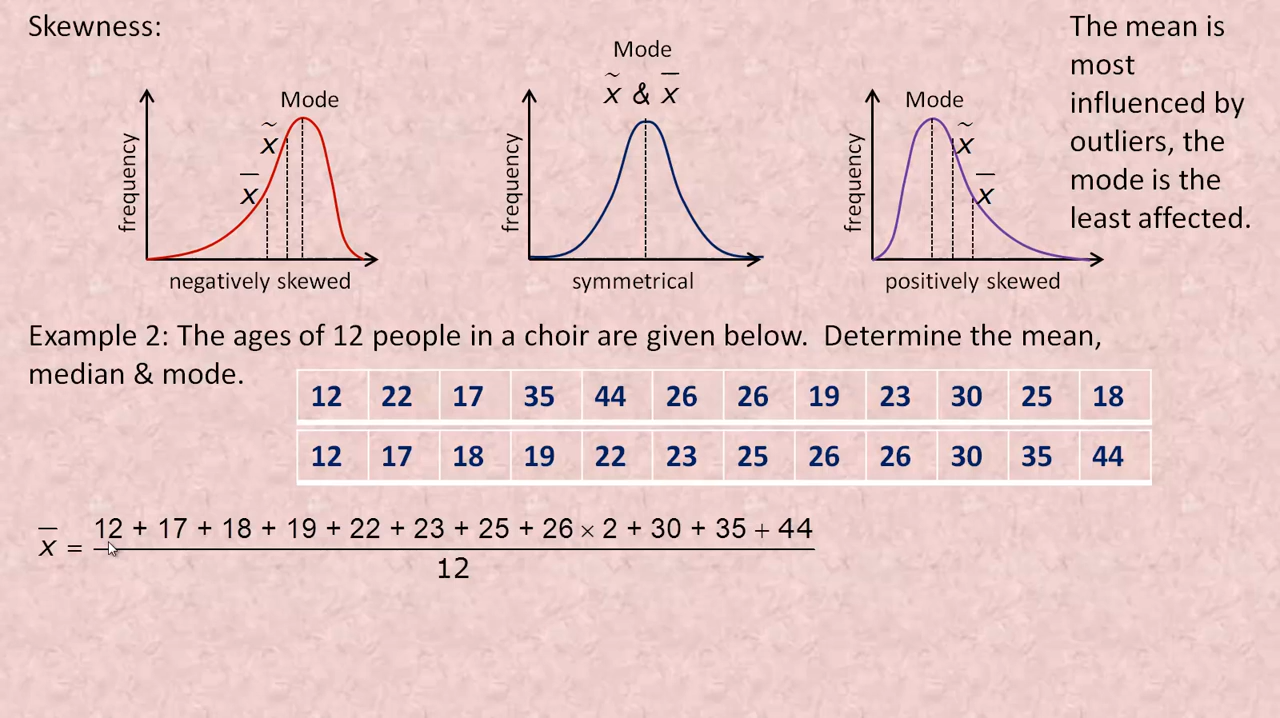 Skewness:
Mode
x̃
x̄
frequency
negatively skewed
Mode
x̃ & x̄
frequency
symmetrical
Mode
x̃
x̄
frequency
positively skewed
The mean is
most
influenced by
outliers, the
mode is the
least affected.
Example 2: The ages of 12 people in a choir are given below.  Determine the mean,
median & mode.
12 22 17 35 44 26 26 19 23 30 25 18
12 17 18 19 22 23 25 26 26 30 35 44
12 + 17 + 18 + 19 + 22 + 23 + 25 + 26 × 2 + 30 + 35 + 44
x̄ =
12